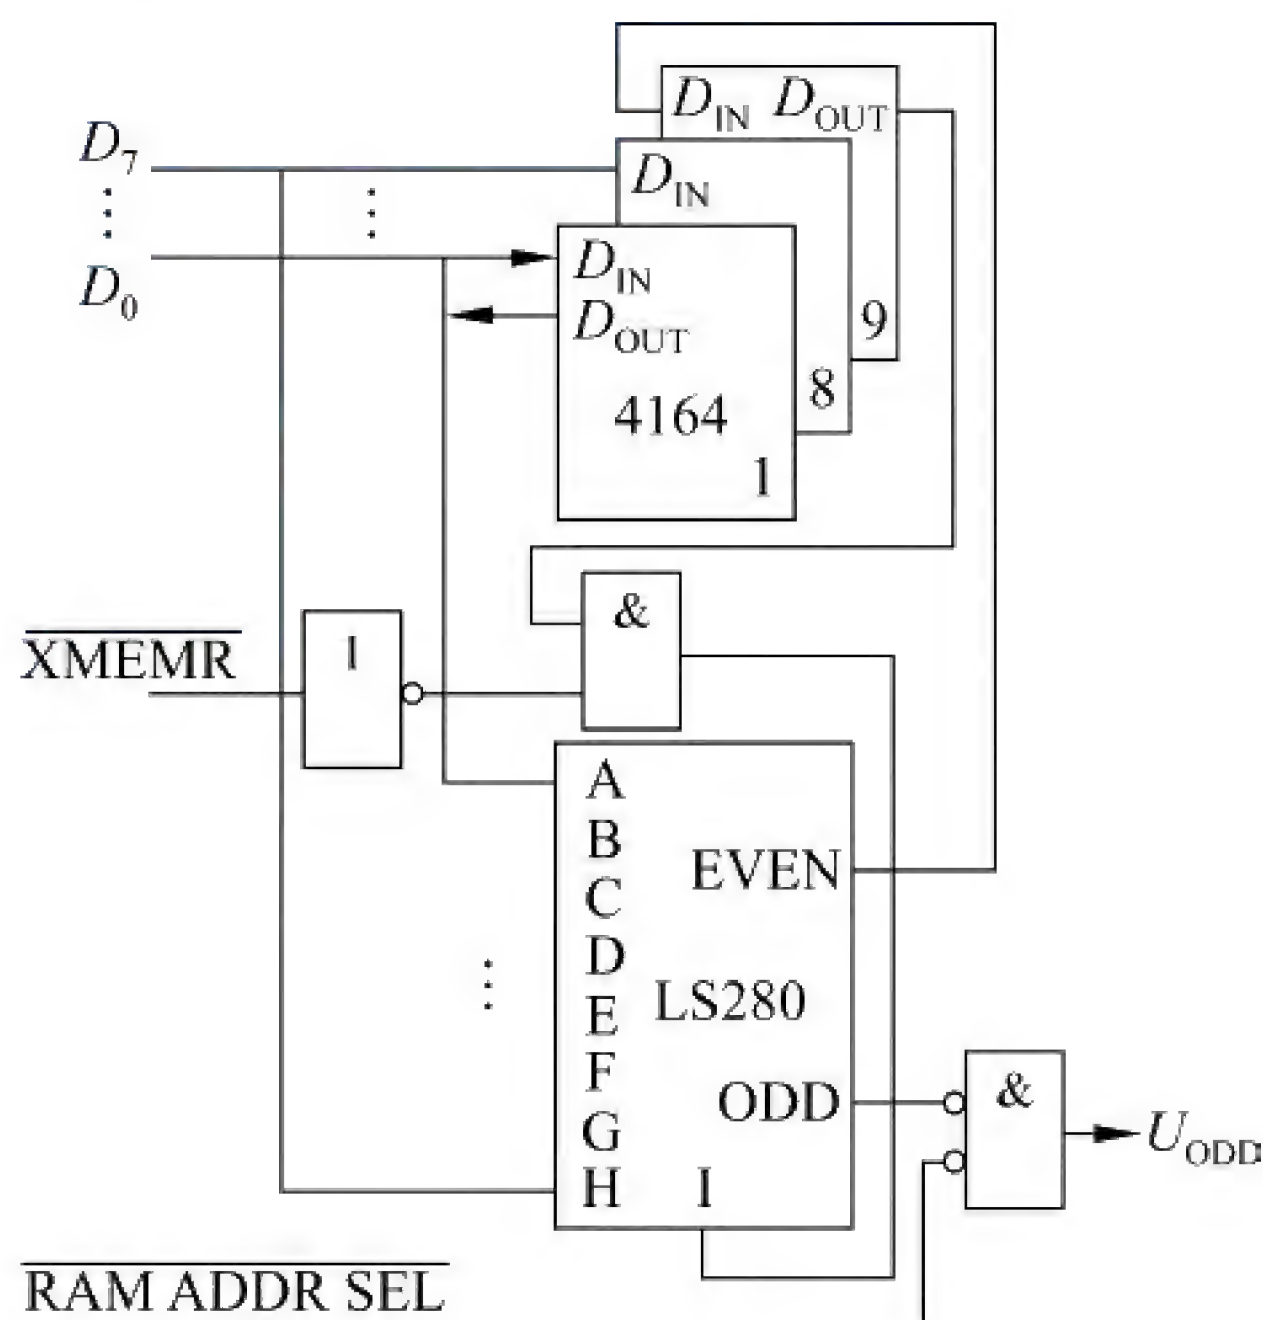 D_IN D_OUT
D_7
D_IN
D_IN
D_0
D_OUT
9
8
4164
1
&
XMEMR
1
A
B
EVEN
C
D
LS280
E
F
ODD
&
G
U_ODD
H I
RAM ADDR SEL